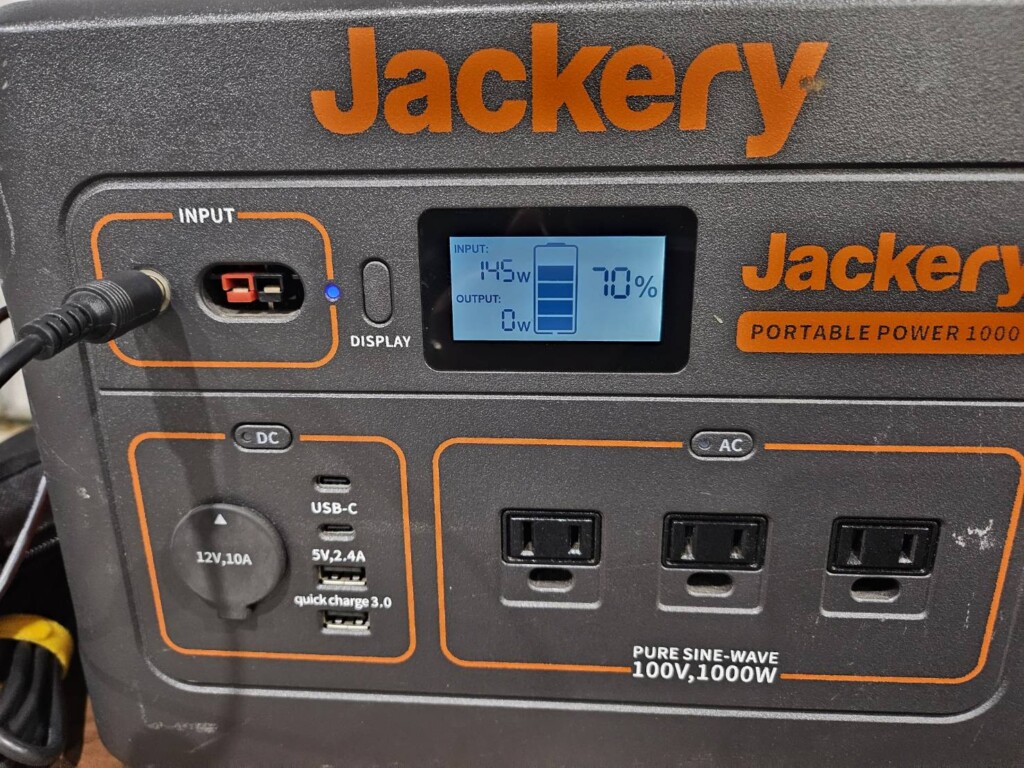 Jackery
INPUT
DISPLAY
INPUT:
145W
OUTPUT:
0W
70%
Jackery
PORTABLE POWER 1000
DC
USB-C
5V,2.4A
quick charge 3.0
12V,10A
AC
PURE SINE-WAVE
100V,1000W